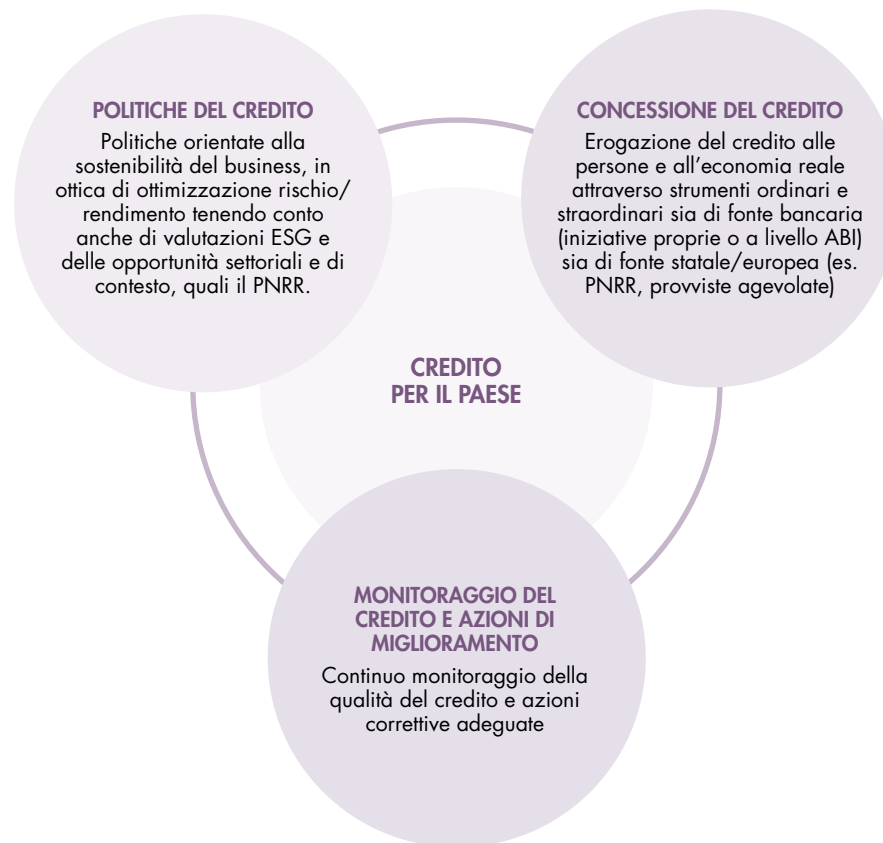 POLITICHE DEL CREDITO
Politiche orientate alla
sostenibilità del business, in
ottica di ottimizzazione rischio/
rendimento tenendo conto
anche di valutazioni ESG e
delle opportunità settoriali e di
contesto, quali il PNRR.
CONCESSIONE DEL CREDITO
Erogazione del credito alle
persone e all’economia reale
attraverso strumenti ordinari e
straordinari sia di fonte bancaria
(iniziative proprie o a livello ABI)
sia di fonte statale/europea (es.
PNRR, provviste agevolate)
CREDITO
PER IL PAESE
MONITORAGGIO DEL
CREDITO E AZIONI DI
MIGLIORAMENTO
Continuo monitoraggio della
qualità del credito e azioni
correttive adeguate